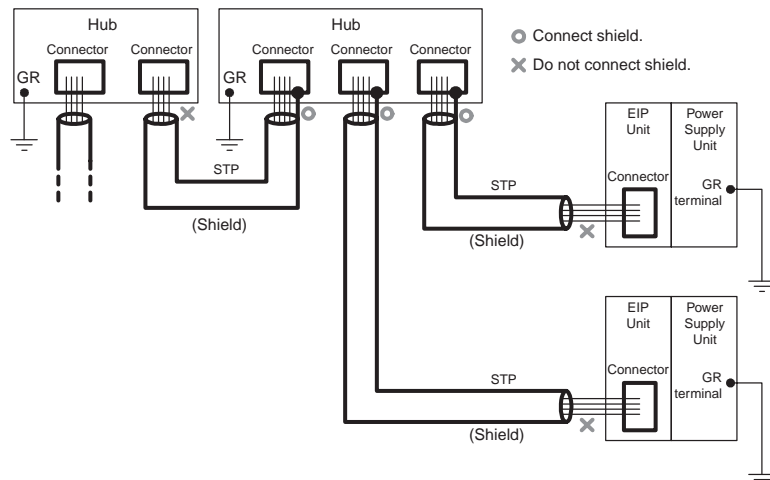 Hub
Connector
Connector
GR
Hub
Connector
Connector
Connector
GR
Connect shield.
Do not connect shield.
STP
(Shield)
EIP
Unit
Power
Supply
Unit
Connector
GR
terminal
STP
(Shield)
EIP
Unit
Power
Supply
Unit
Connector
GR
terminal
STP
(Shield)